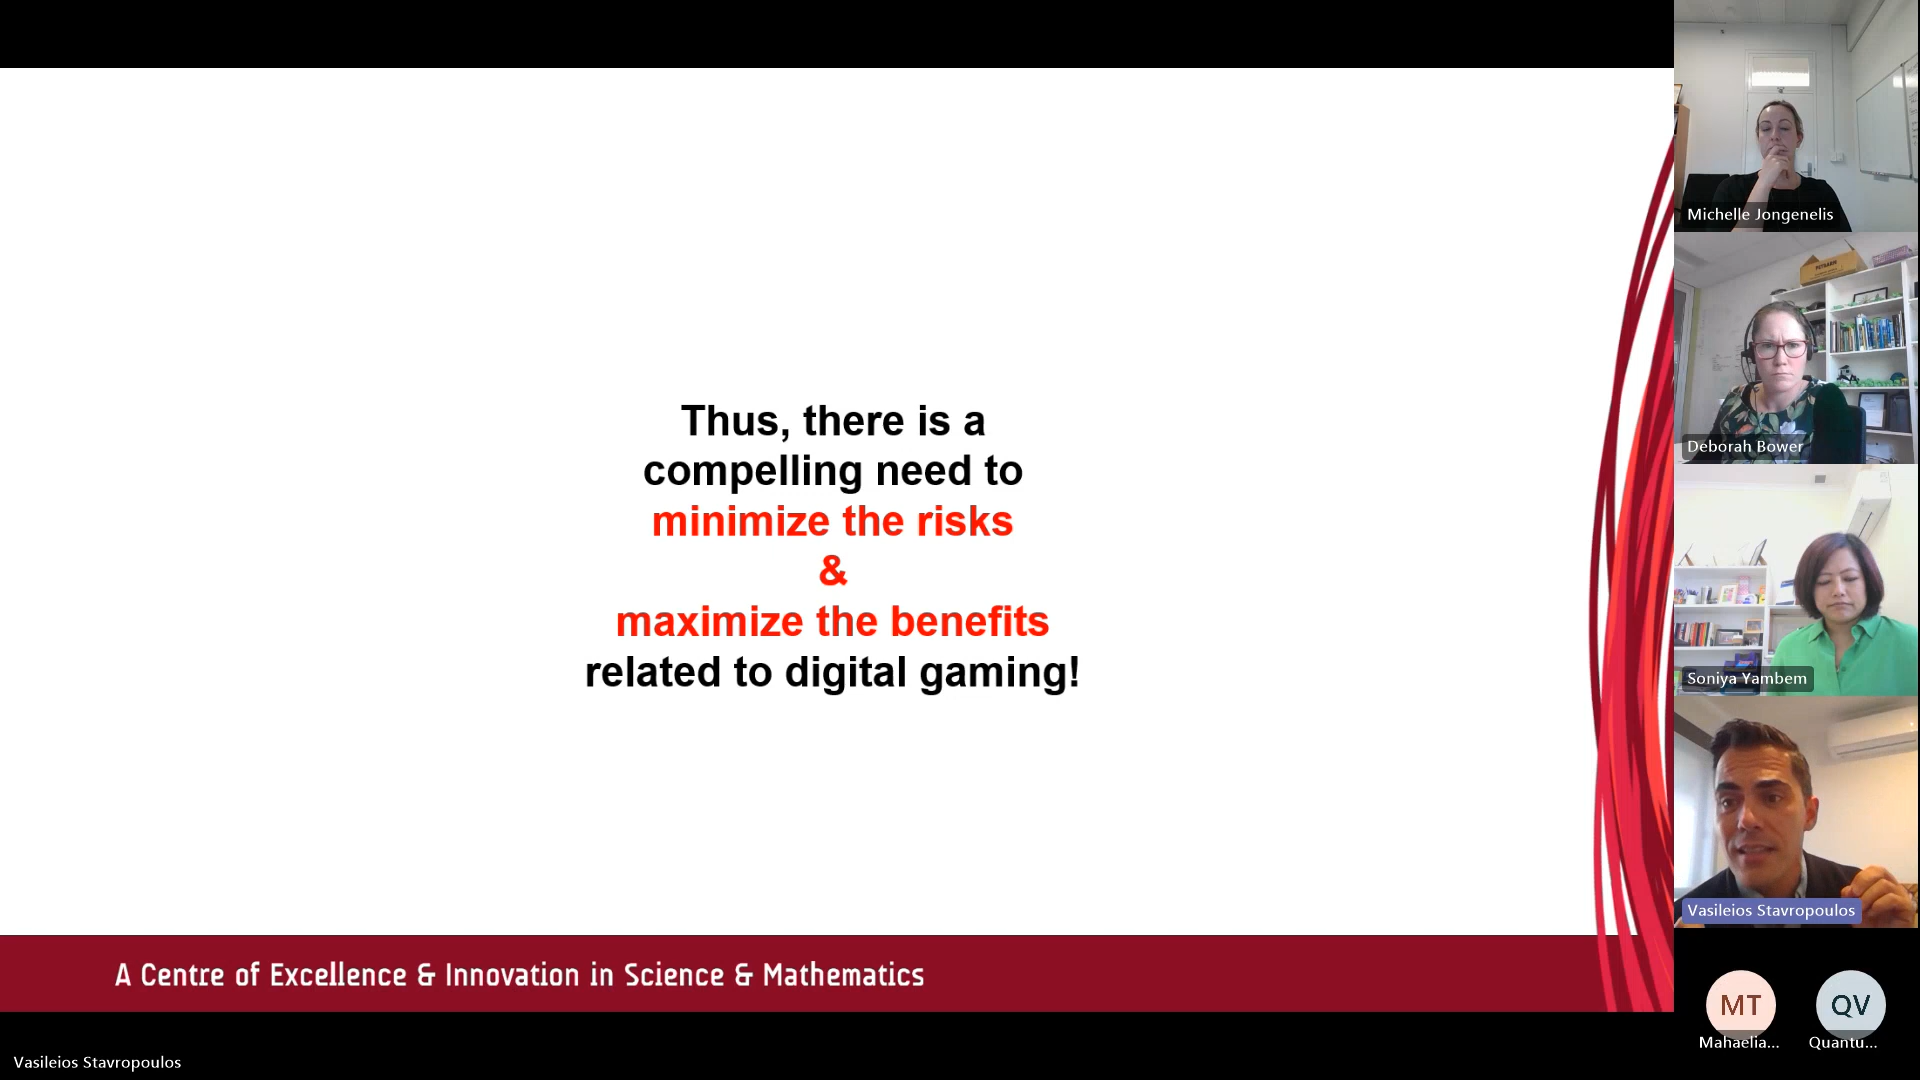 Thus, there is a
compelling need to
minimize the risks
&
maximize the benefits
related to digital gaming!
A Centre of Excellence & Innovation in Science & Mathematics
Vasileios Stavropoulos
Michelle Jongenelis
Deborah Bower
Soniya Yambem
Vasileios Stavropoulos
MT
Mahaelia...
QV
Quantu...